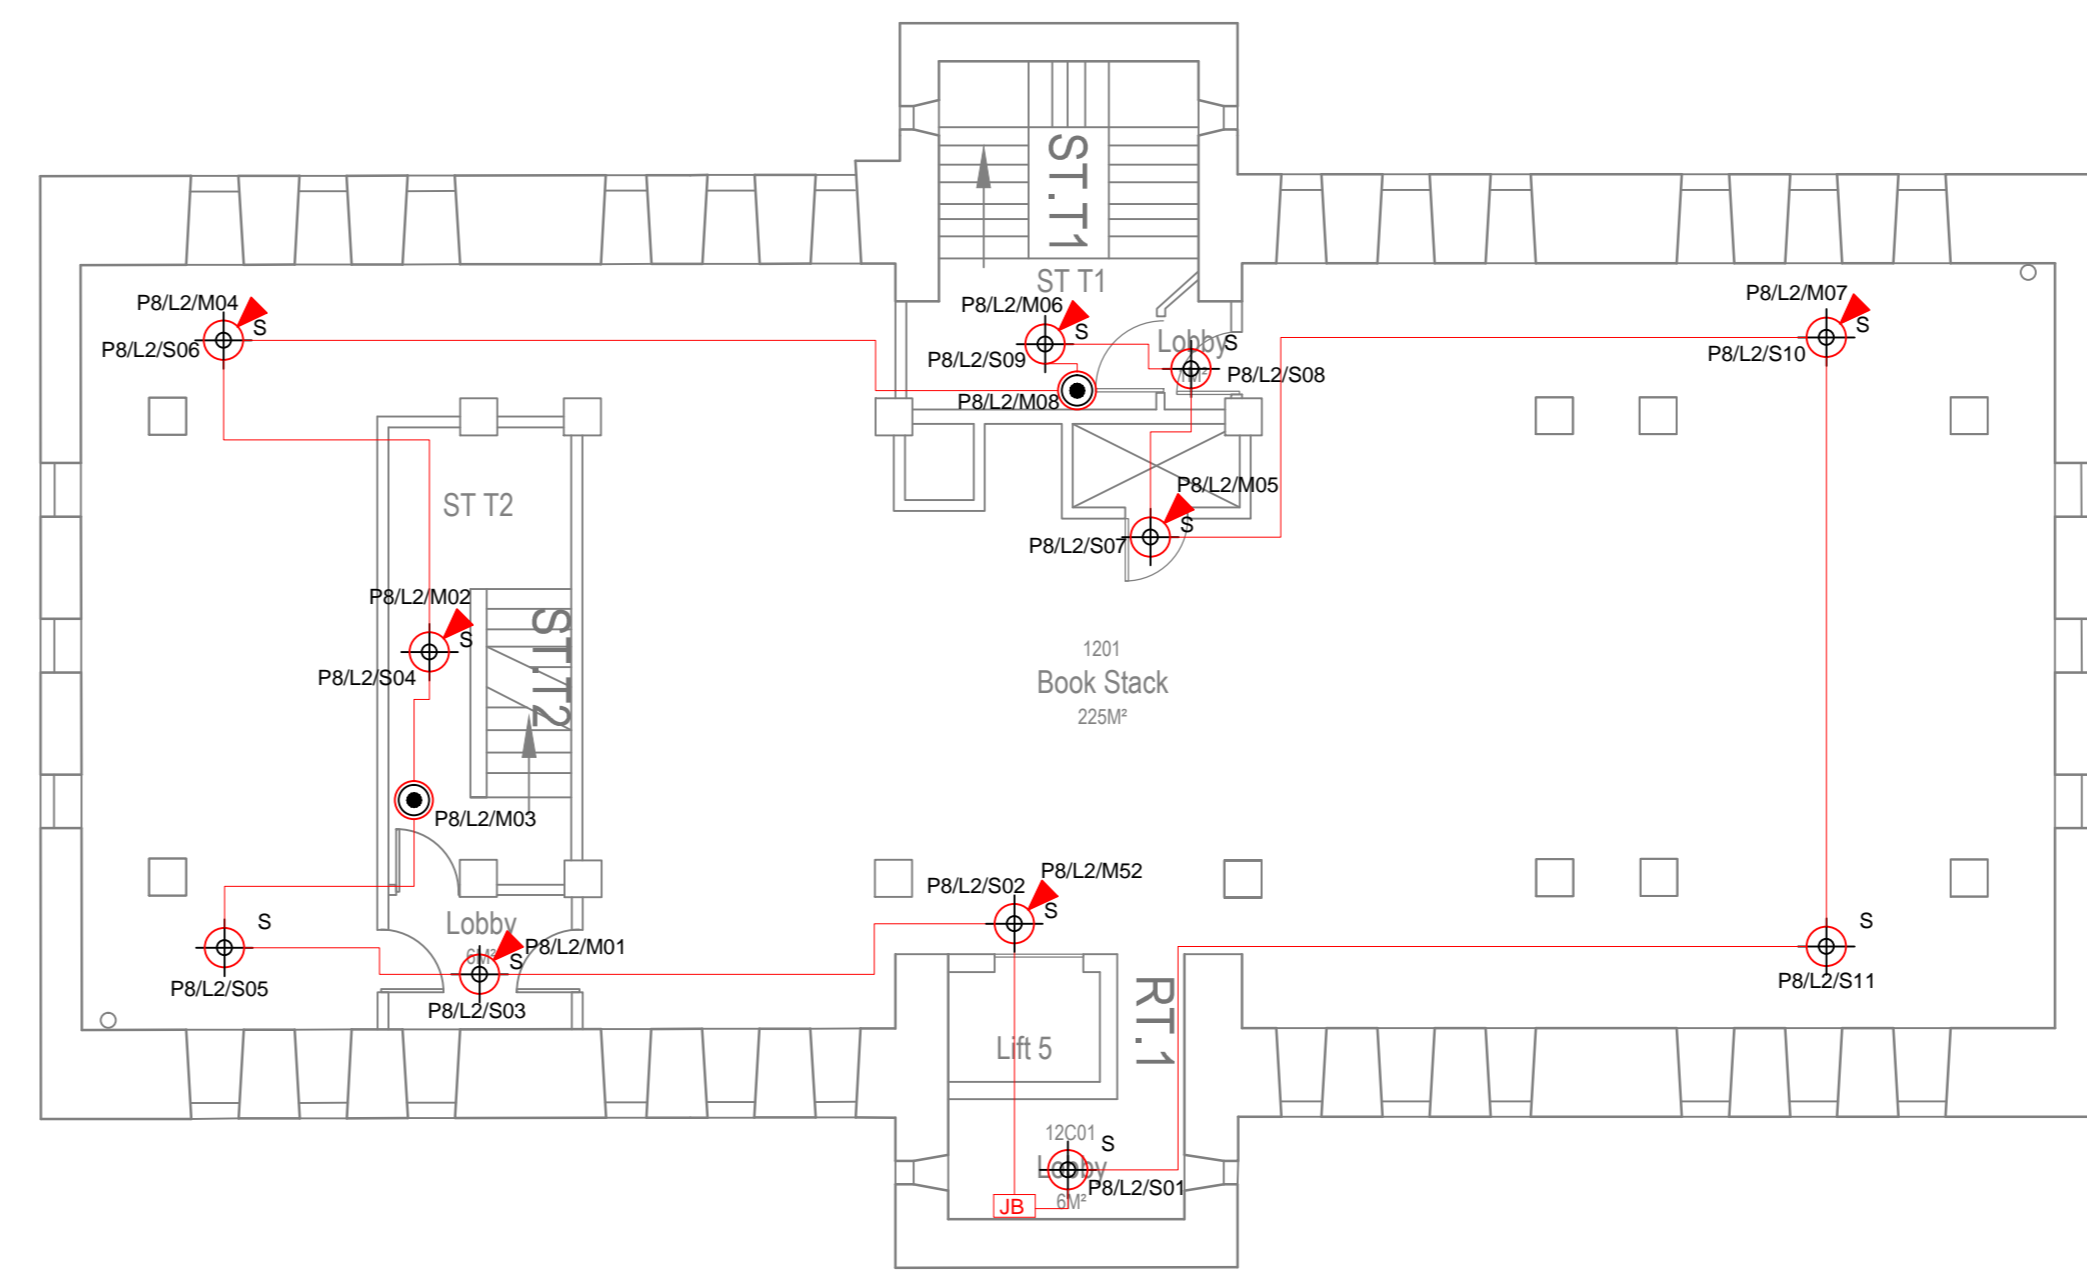 ST.T1
ST T1
P8/L2/M04
S
P8/L2/S06
P8/L2/M06
S
P8/L2/S09
P8/L2/M08
Lobby
S
P8/L2/S08
P8/L2/M07
S
P8/L2/S10
ST T2
P8/L2/M05
S
P8/L2/S07
P8/L2/M02
S
P8/L2/S04
ST.T2
1201
Book Stack
225M²
P8/L2/M03
P8/L2/S02
P8/L2/M52
S
S
P8/L2/S05
Lobby
6M²
P8/L2/M01
S
P8/L2/S03
S
P8/L2/S11
RT.1
Lift 5
12C01
S
Lobby
P8/L2/S01
6M²
JB